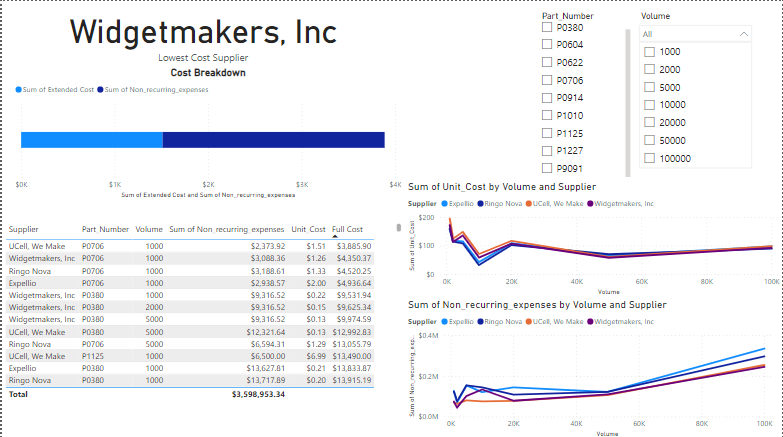 Widgetmakers, Inc
Lowest Cost Supplier
Cost Breakdown
Sum of Extended Cost Sum of Non_recurring_expenses
$0K $1K $2K $3K $4K
Sum of Extended Cost and Sum of Non_recurring_expenses
Part_Number
P0380
P0604
P0622
P0706
P0914
P1010
P1125
P1227
P9091
Volume
All
1000
2000
5000
10000
20000
50000
100000
Supplier Part_Number Volume Sum of Non_recurring_expenses Unit_Cost Full Cost
UCell, We Make P0706 1000 $2,373.92 $1.51 $3,885.90
Widgetmakers, Inc P0706 1000 $3,088.36 $1.26 $4,350.37
Ringo Nova P0706 1000 $3,188.61 $1.33 $4,520.25
Expellio P0706 1000 $2,938.57 $2.00 $4,936.64
Widgetmakers, Inc P0380 1000 $9,316.52 $0.22 $9,531.94
Widgetmakers, Inc P0380 2000 $9,316.52 $0.15 $9,625.34
Widgetmakers, Inc P0380 5000 $9,316.52 $0.13 $9,974.59
UCell, We Make P0380 5000 $12,321.64 $0.13 $12,992.83
Ringo Nova P0706 5000 $6,594.31 $1.29 $13,055.79
UCell, We Make P1125 1000 $6,500.00 $6.99 $13,490.00
Expellio P0380 1000 $13,627.81 $0.21 $13,833.87
Ringo Nova P0380 1000 $13,717.89 $0.20 $13,915.19
Total $3,598,953.34
Sum of Unit_Cost by Volume and Supplier
Supplier Expellio Ringo Nova UCell, We Make Widgetmakers, Inc
Sum of Unit_Cost
$200
$100
$0
0K 20K 40K 60K 80K 100K
Volume
Sum of Non_recurring_expenses by Volume and Supplier
Supplier Expellio Ringo Nova UCell, We Make Widgetmakers, Inc
Sum of Non_recurring_exp...
$0.4M
$0.2M
$0.0M
0K 20K 40K 60K 80K 100K
Volume